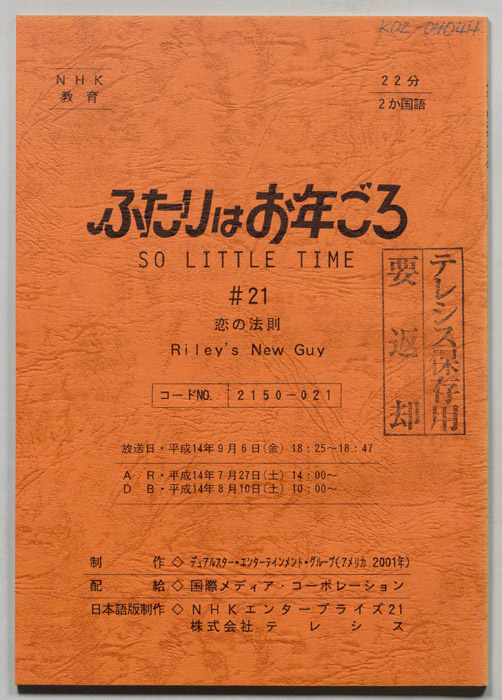 KDZ-04044
NHK
教育
22分
2か国語
ふたりはお年ごろ
SO LITTLE TIME
#21
恋の法則
Riley's New Guy
コードNO. 2150-021
テレシス保存用
要返却
放送日・平成14年9月6日(金) 18:25~18:47
A R・平成14年7月27日(土) 14:00~
D B・平成14年8月10日(土) 10:00~
制作◇デュアルスター・エンターテインメント・グループ(アメリカ 2001年)
配給◇国際メディア・コーポレーション
日本語版制作◇NHKエンタープライズ21
株式会社テレシス